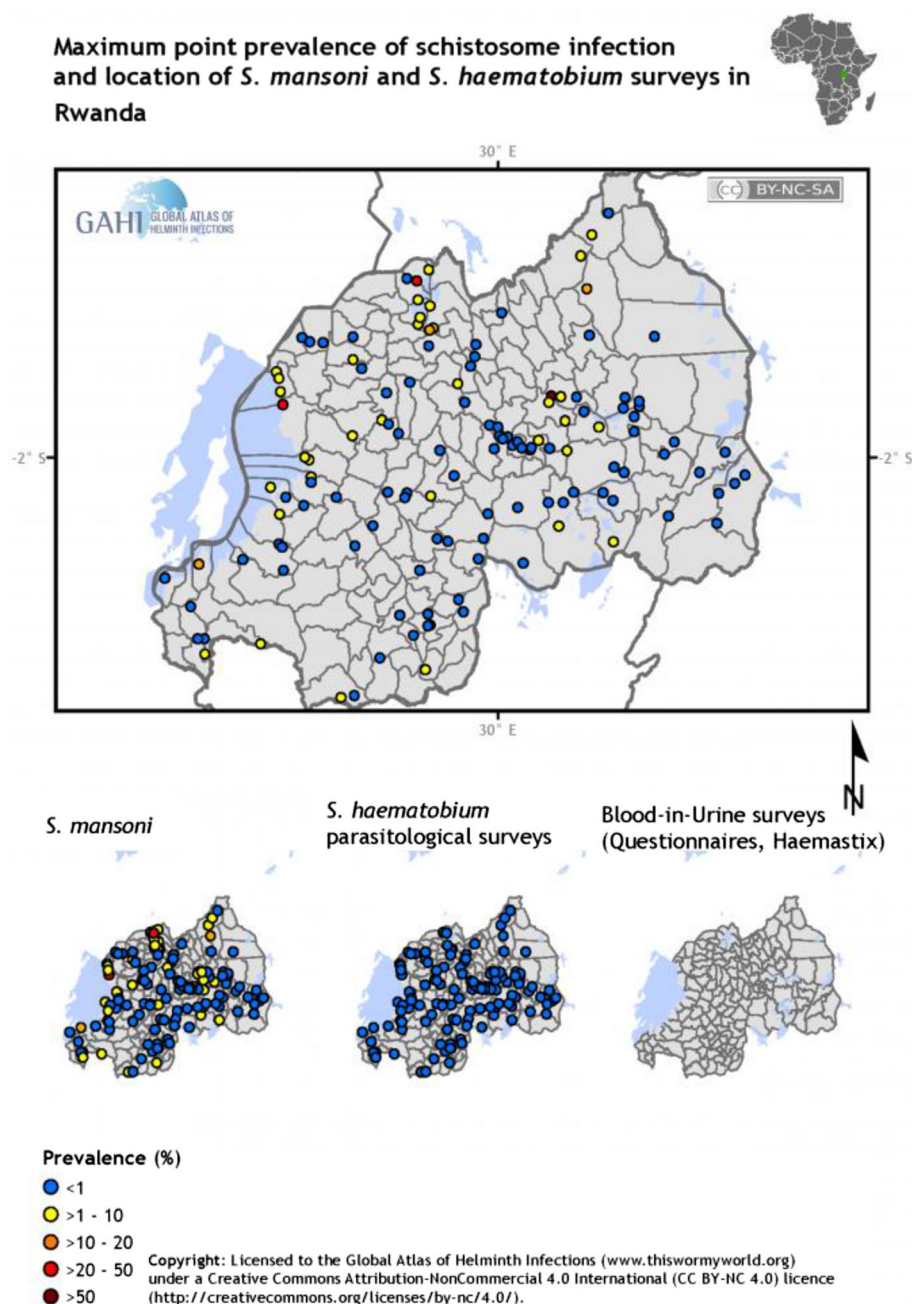 Maximum point prevalence of schistosome infection
and location of S. mansoni and S. haematobium surveys in
Rwanda
30° E
GAHI GLOBAL ATLAS OF
HELMINTH INFECTIONS
(cc) BY-NC-SA
-2° S
-2° S
30° E
N
S. mansoni
S. haematobium
parasitological surveys
Blood-in-Urine surveys
(Questionnaires, Haemastix)
Prevalence (%)
<1
>1 - 10
>10 - 20
>20 - 50
>50
Copyright: Licensed to the Global Atlas of Helminth Infections (www.thiswormyworld.org)
under a Creative Commons Attribution-NonCommercial 4.0 International (CC BY-NC 4.0) licence
(http://creativecommons.org/licenses/by-nc/4.0/).